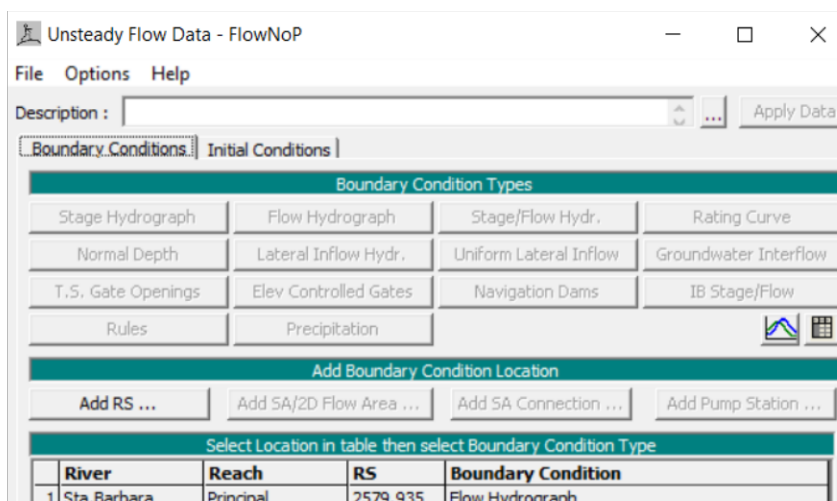 Unsteady Flow Data - FlowNoP
File Options Help
Description : ... Apply Data
Boundary Conditions Initial Conditions
Boundary Condition Types
Stage Hydrograph Flow Hydrograph Stage/Flow Hydr. Rating Curve
Normal Depth Lateral Inflow Hydr. Uniform Lateral Inflow Groundwater Interflow
T.S. Gate Openings Elev Controlled Gates Navigation Dams IB Stage/Flow
Rules Precipitation
Add Boundary Condition Location
Add RS ... Add SA/2D Flow Area ... Add SA Connection ... Add Pump Station ...
Select Location in table then select Boundary Condition Type
River Reach RS Boundary Condition
1 Sta Barbara Principal 2579.935 Flow Hydrograph